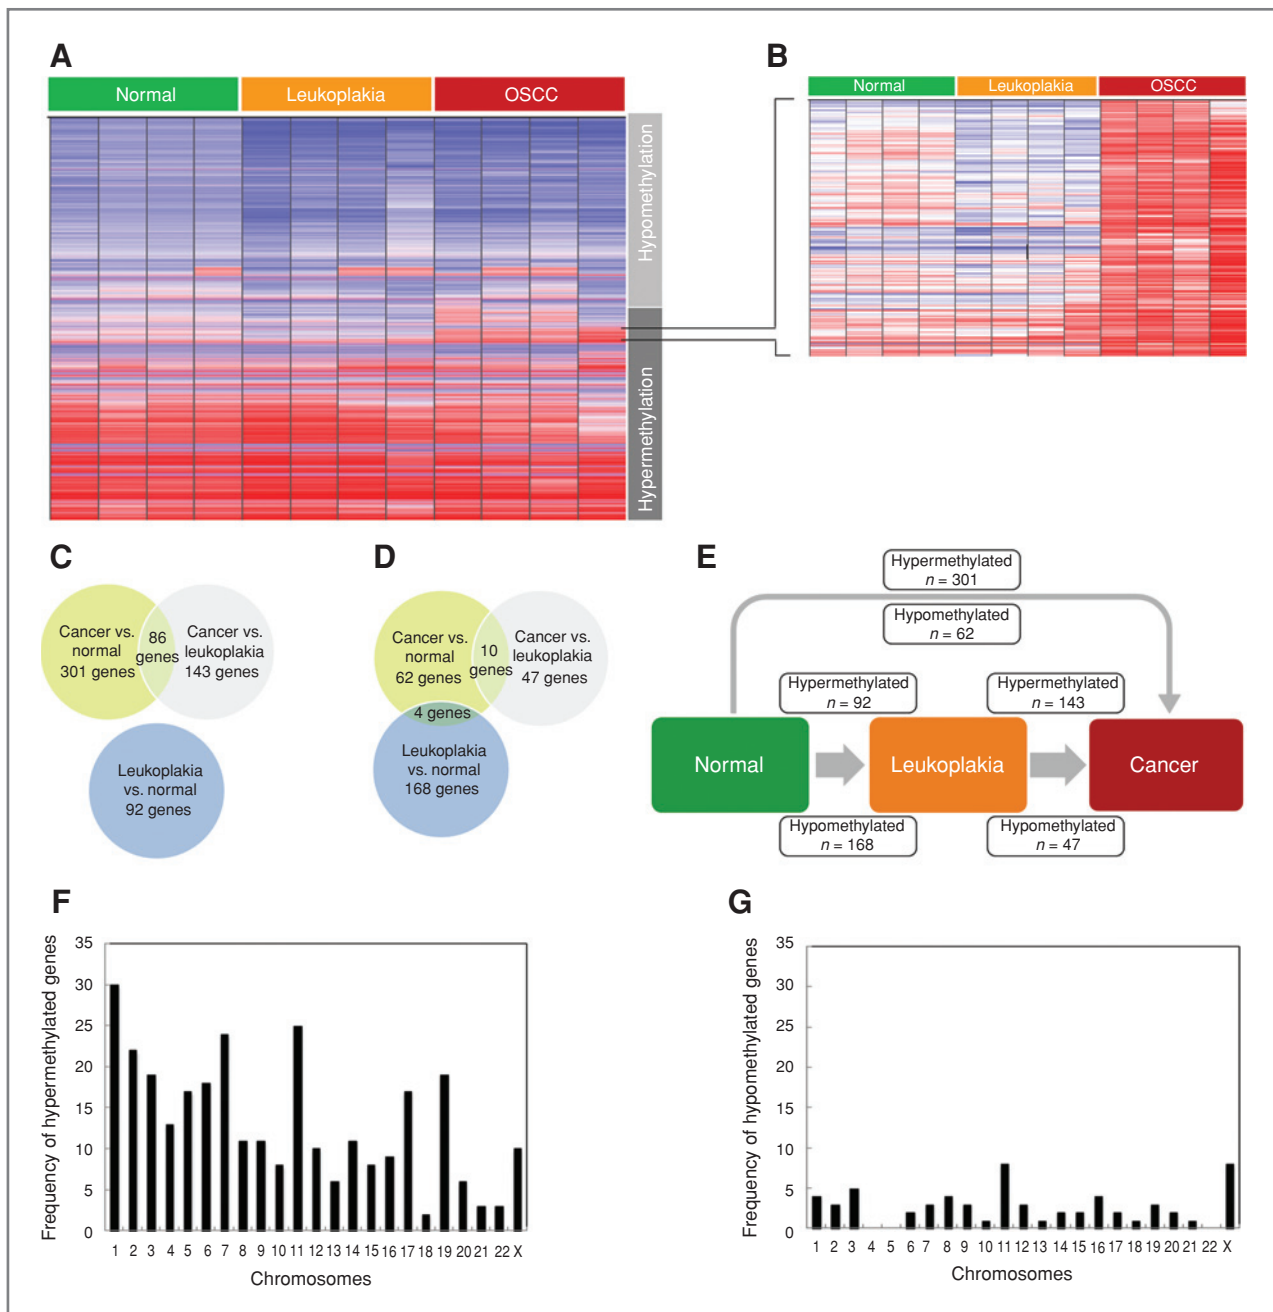 A
Normal
Leukoplakia
OSCC
Hypomethylation
Hypermethylation
B
Normal
Leukoplakia
OSCC
C
Cancer vs.
normal
301 genes
86
genes
Cancer vs.
leukoplakia
143 genes
Leukoplakia
vs. normal
92 genes
D
Cancer vs.
normal
62 genes
10
genes
Cancer vs.
leukoplakia
47 genes
4 genes
Leukoplakia
vs. normal
168 genes
E
Hypermethylated
n = 301
Hypomethylated
n = 62
Hypermethylated
n = 92
Hypermethylated
n = 143
Normal
Leukoplakia
Cancer
Hypomethylated
n = 168
Hypomethylated
n = 47
F
Frequency of hypermethylated genes
35
30
25
20
15
10
5
0
1 2 3 4 5 6 7 8 9 10 11 12 13 14 15 16 17 18 19 20 21 22 X
Chromosomes
G
Frequency of hypomethylated genes
35
30
25
20
15
10
5
0
1 2 3 4 5 6 7 8 9 10 11 12 13 14 15 16 17 18 19 20 21 22 X
Chromosomes